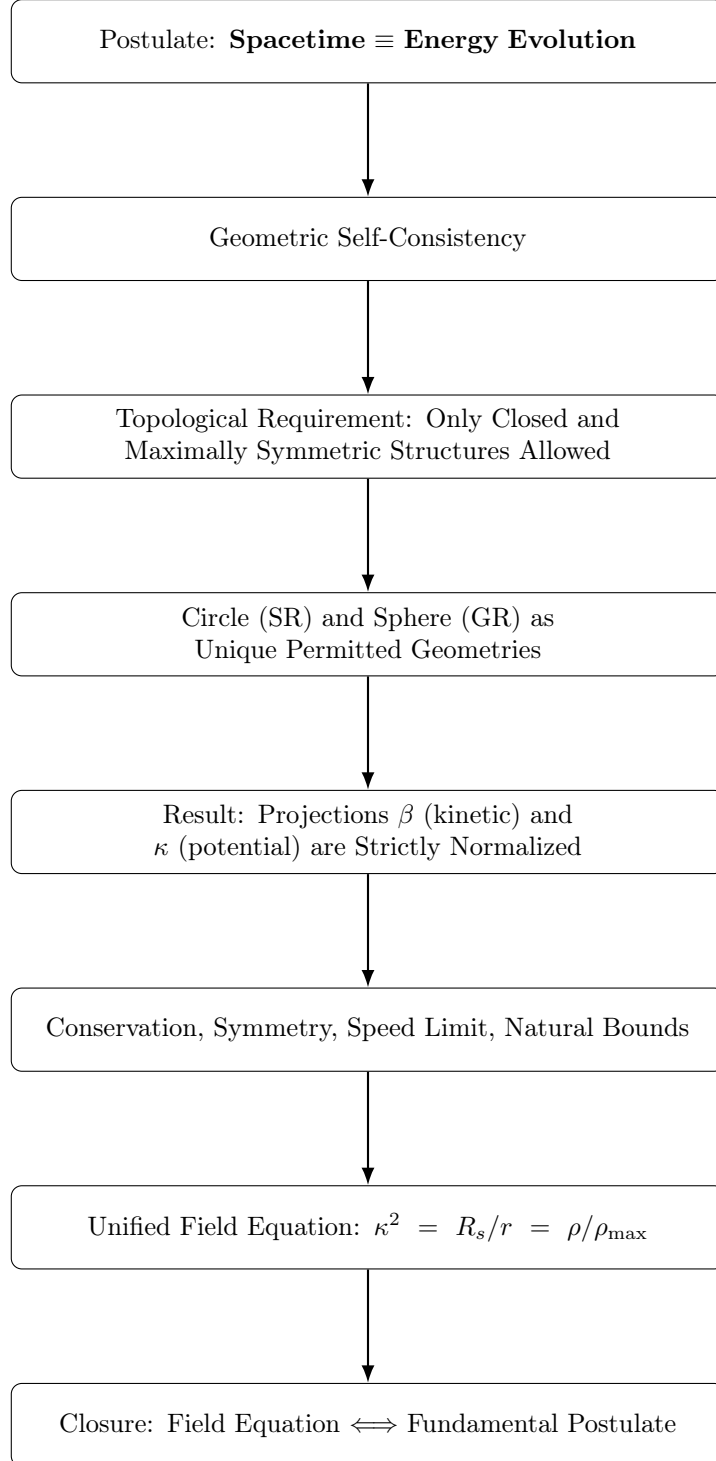 Postulate: Spacetime ≡ Energy Evolution
Geometric Self-Consistency
Topological Requirement: Only Closed and
Maximally Symmetric Structures Allowed
Circle (SR) and Sphere (GR) as
Unique Permitted Geometries
Result: Projections β (kinetic) and
κ (potential) are Strictly Normalized
Conservation, Symmetry, Speed Limit, Natural Bounds
Unified Field Equation: κ² = Rₛ/r = ρ/ρ_max
Closure: Field Equation ⟺ Fundamental Postulate